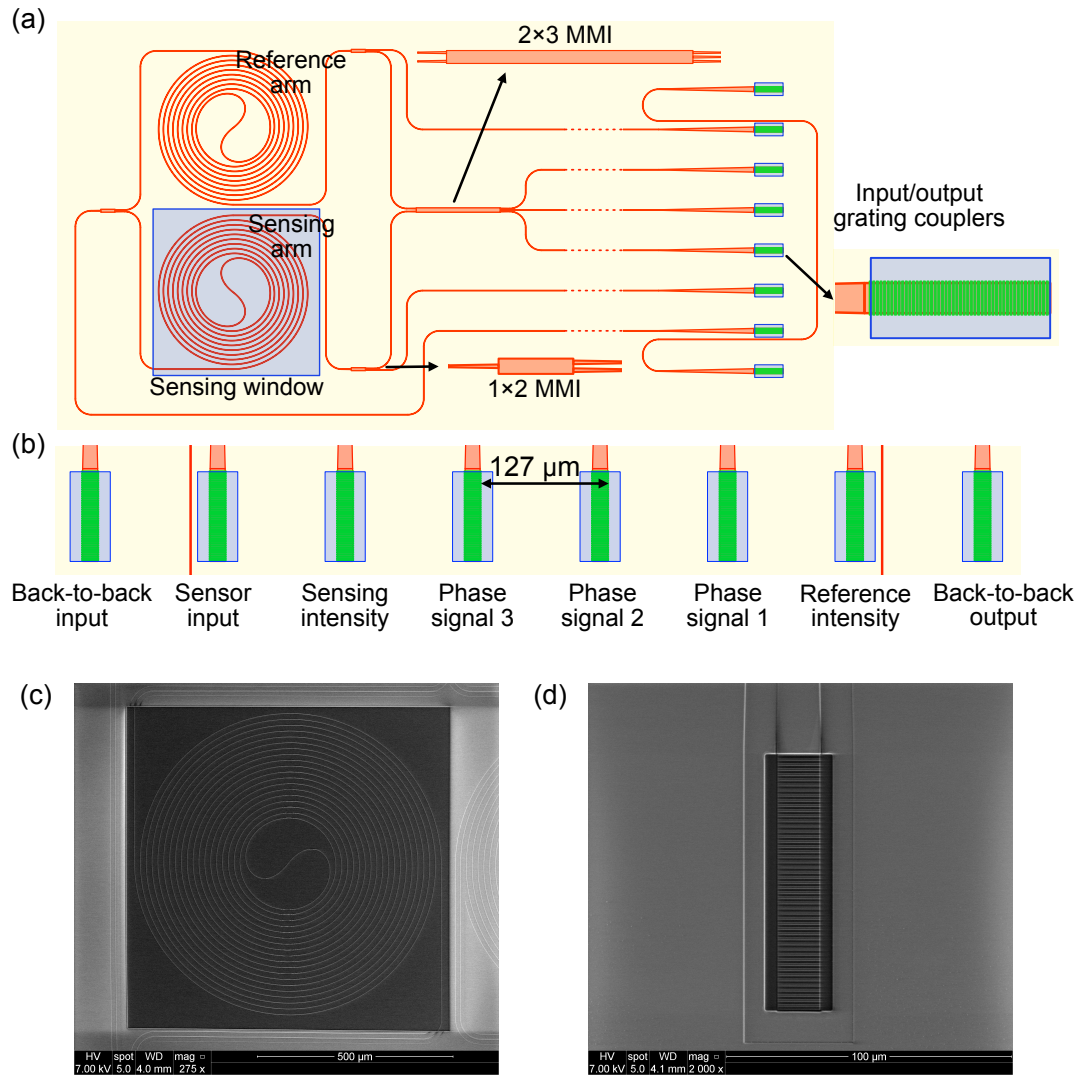 (a)
2×3 MMI
Reference
arm
Input/output
grating couplers
Sensing
arm
Sensing window
1×2 MMI
(b)
127 μm
Back-to-back
input
Sensor
input
Sensing
intensity
Phase
signal 3
Phase
signal 2
Phase
signal 1
Reference
intensity
Back-to-back
output
(c)
HV spot WD mag □
7.00 kV 5.0 4.0 mm 275 x
500 μm
(d)
HV spot WD mag □
7.00 kV 5.0 4.1 mm 2 000 x
100 μm